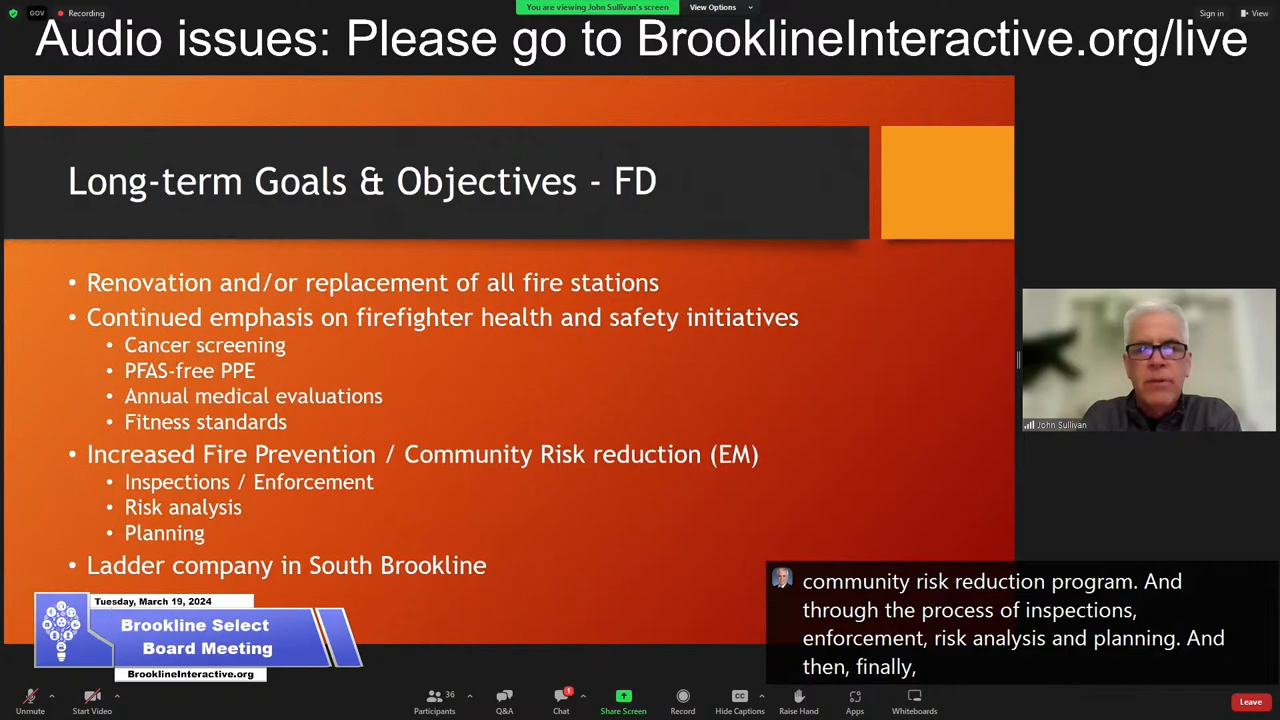 GOV
Recording
You are viewing John Sullivan's screen
View Options
Sign in
View
Audio issues: Please go to BrooklineInteractive.org/live
Long-term Goals & Objectives - FD
• Renovation and/or replacement of all fire stations
• Continued emphasis on firefighter health and safety initiatives
• Cancer screening
• PFAS-free PPE
• Annual medical evaluations
• Fitness standards
• Increased Fire Prevention / Community Risk reduction (EM)
• Inspections / Enforcement
• Risk analysis
• Planning
• Ladder company in South Brookline
John Sullivan
community risk reduction program. And
through the process of inspections,
enforcement, risk analysis and planning. And
then, finally,
Tuesday, March 19, 2024
Brookline Select
Board Meeting
BrooklineInteractive.org
Unmute
Start Video
36
Participants
Q&A
1
Chat
Share Screen
Record
CC
Hide Captions
Raise Hand
Apps
Whiteboards
Leave